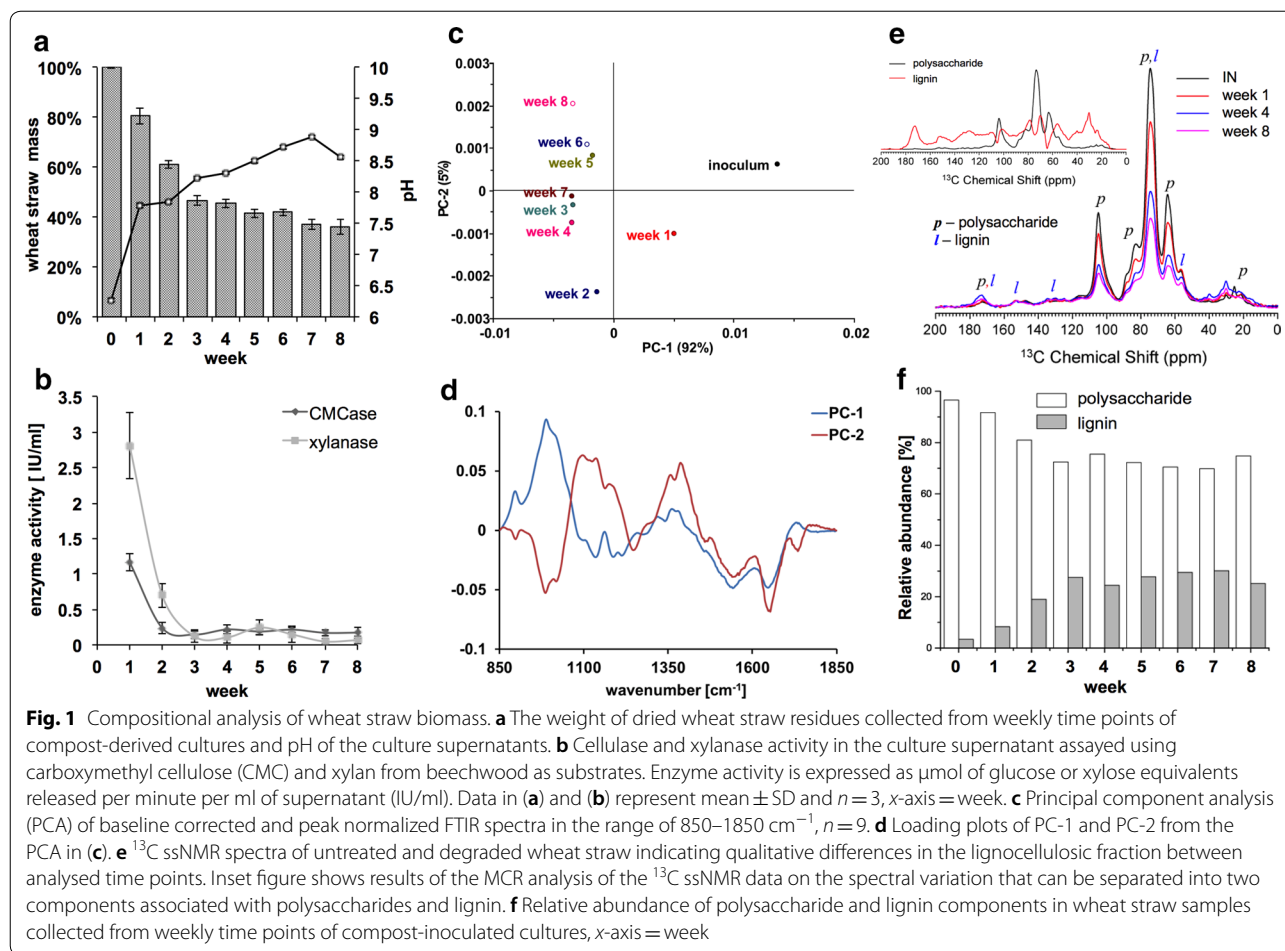 a
100%
80%
60%
40%
20%
0%
wheat straw mass
10
9.5
9
8.5
8
7.5
7
6.5
6
pH
0 1 2 3 4 5 6 7 8
week
b
3.5
3
2.5
2
1.5
1
0.5
0
enzyme activity [ IU/ml]
CMCase
xylanase
0 1 2 3 4 5 6 7 8
week
c
0.003
0.002
0.001
0
-0.001
-0.002
-0.003
PC-2 (5%)
week 8
week 6
week 5
inoculum
week 7
week 3
week 4
week 1
week 2
-0.01 0 0.01 0.02
PC-1 (92%)
d
0.1
0.05
0
-0.05
-0.1
PC-1
PC-2
850 1100 1350 1600 1850
wavenumber [cm-1]
e
polysaccharide
lignin
200 180 160 140 120 100 80 60 40 20 0
13C Chemical Shift (ppm)
p,l
IN
week 1
week 4
week 8
p
p
p
p – polysaccharide
l – lignin
p,l
l
l
l
p
200 180 160 140 120 100 80 60 40 20 0
13C Chemical Shift (ppm)
f
100
80
60
40
20
0
Relative abundance [%]
polysaccharide
lignin
0 1 2 3 4 5 6 7 8
week
Fig. 1 Compositional analysis of wheat straw biomass. a The weight of dried wheat straw residues collected from weekly time points of
compost-derived cultures and pH of the culture supernatants. b Cellulase and xylanase activity in the culture supernatant assayed using
carboxymethyl cellulose (CMC) and xylan from beechwood as substrates. Enzyme activity is expressed as µmol of glucose or xylose equivalents
released per minute per ml of supernatant (IU/ml). Data in (a) and (b) represent mean ± SD and n = 3, x-axis = week. c Principal component analysis
(PCA) of baseline corrected and peak normalized FTIR spectra in the range of 850–1850 cm−1, n = 9. d Loading plots of PC-1 and PC-2 from the
PCA in (c). e 13C ssNMR spectra of untreated and degraded wheat straw indicating qualitative differences in the lignocellulosic fraction between
analysed time points. Inset figure shows results of the MCR analysis of the 13C ssNMR data on the spectral variation that can be separated into two
components associated with polysaccharides and lignin. f Relative abundance of polysaccharide and lignin components in wheat straw samples
collected from weekly time points of compost-inoculated cultures, x-axis = week